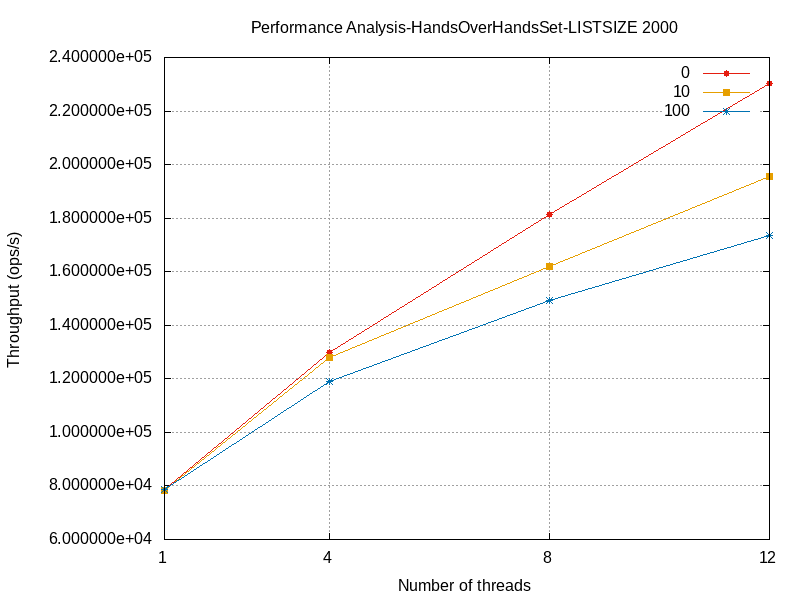 Performance Analysis-HandsOverHandsSet-LISTSIZE 2000
2.400000e+05
2.200000e+05
2.000000e+05
1.800000e+05
1.600000e+05
1.400000e+05
1.200000e+05
1.000000e+05
8.000000e+04
6.000000e+04
Throughput (ops/s)
0
10
100
1 4 8 12
Number of threads